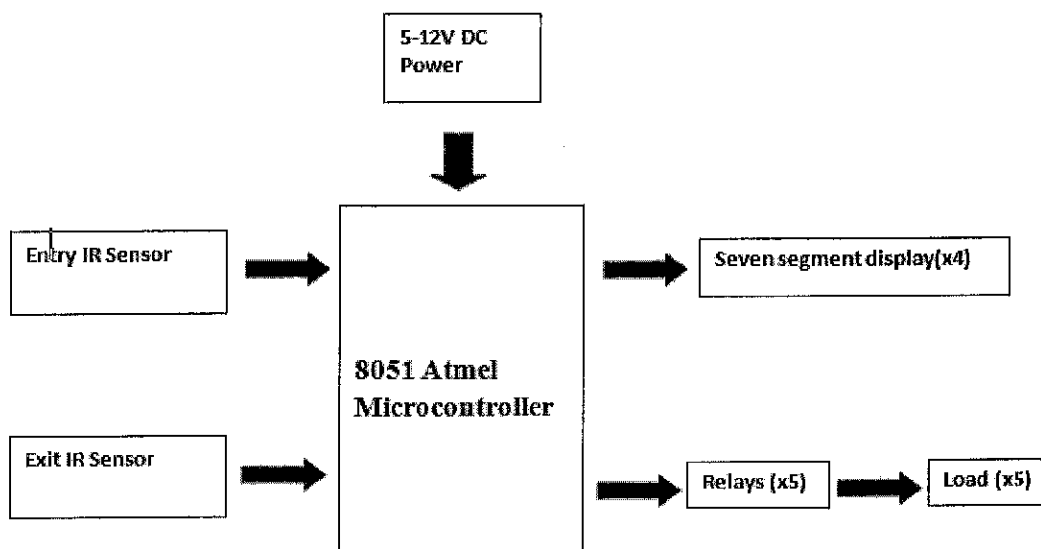 5-12V DC
Power
Entry IR Sensor
Seven segment display(x4)
8051 Atmel
Microcontroller
Exit IR Sensor
Relays (x5)
Load (x5)